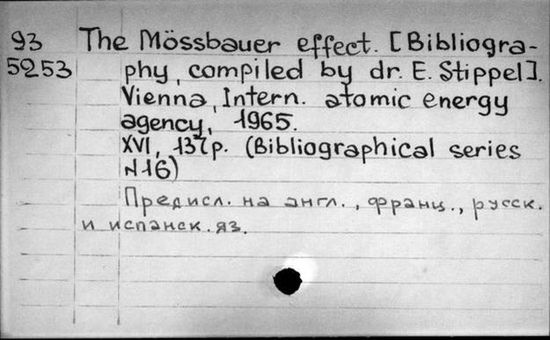 93 The Mössbauer effect. [Bibliogra-
5253 phy, compiled by dr. E. Stippel].
Vienna, Intern. atomic energy
agency, 1965.
XVI, 137p. (Bibliographical series
N16)
Предисл. на англ., франц., русск.
и испанск. яз.